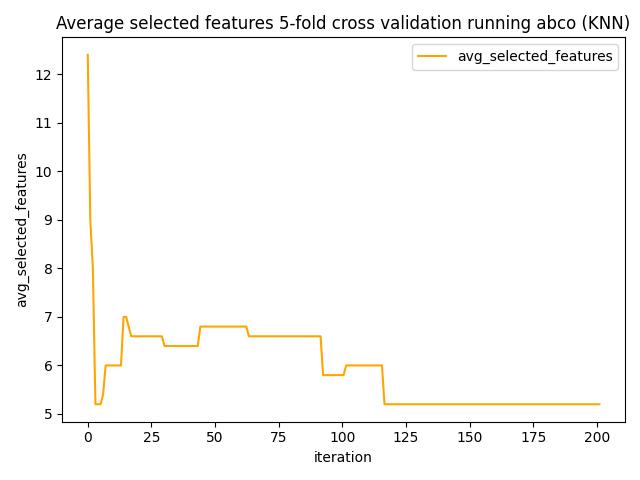 Average selected features 5-fold cross validation running abco (KNN)
avg_selected_features
12
11
10
9
8
7
6
5
avg_selected_features
0 25 50 75 100 125 150 175 200
iteration